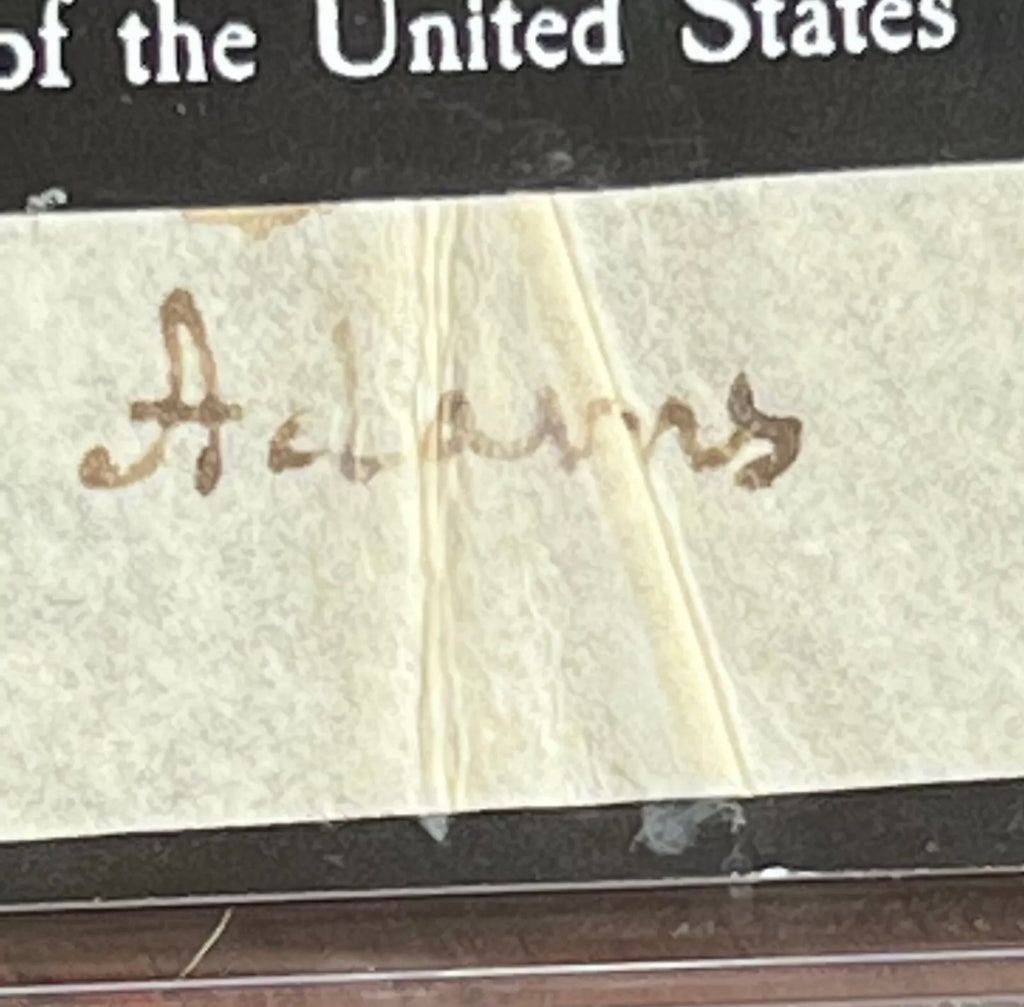 of the United States
Adams